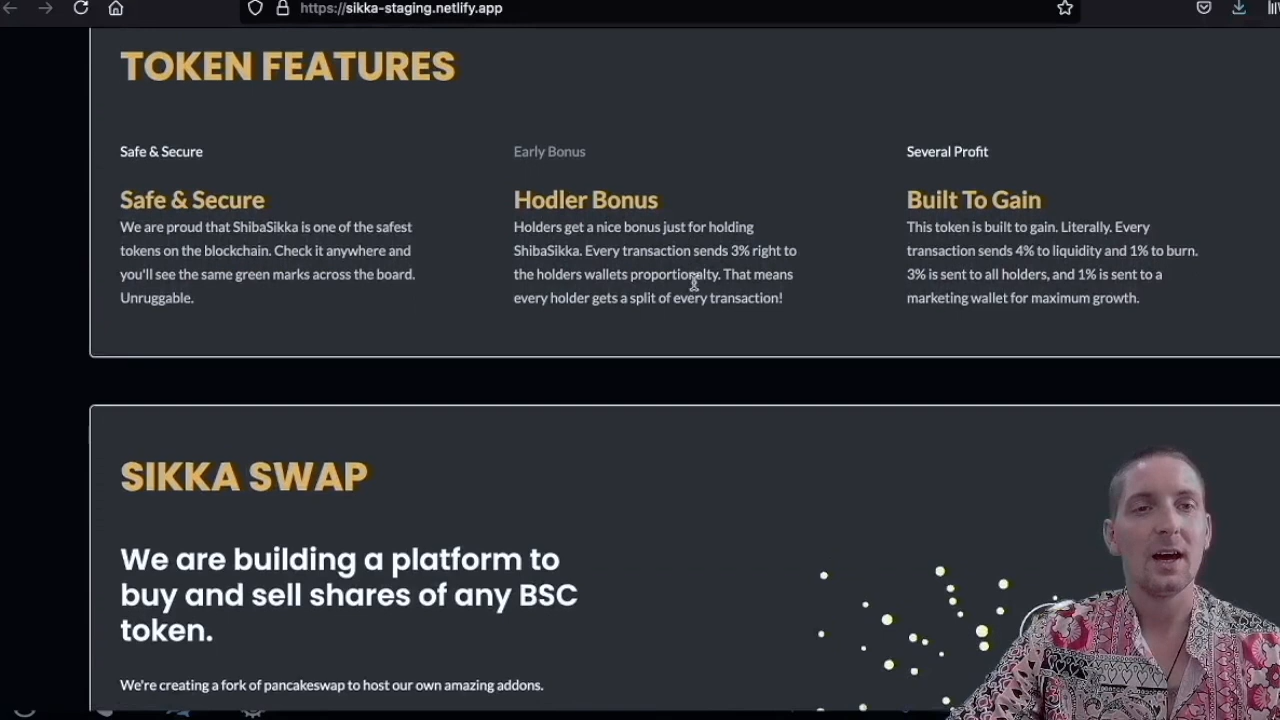 https://sikka-staging.netlify.app
TOKEN FEATURES
Safe & Secure
Safe & Secure
We are proud that ShibaSikka is one of the safest
tokens on the blockchain. Check it anywhere and
you'll see the same green marks across the board.
Unruggable.
Early Bonus
Hodler Bonus
Holders get a nice bonus just for holding
ShibaSikka. Every transaction sends 3% right to
the holders wallets proportionalty. That means
every holder gets a split of every transaction!
Several Profit
Built To Gain
This token is built to gain. Literally. Every
transaction sends 4% to liquidity and 1% to burn.
3% is sent to all holders, and 1% is sent to a
marketing wallet for maximum growth.
SIKKA SWAP
We are building a platform to
buy and sell shares of any BSC
token.
We're creating a fork of pancakeswap to host our own amazing addons.